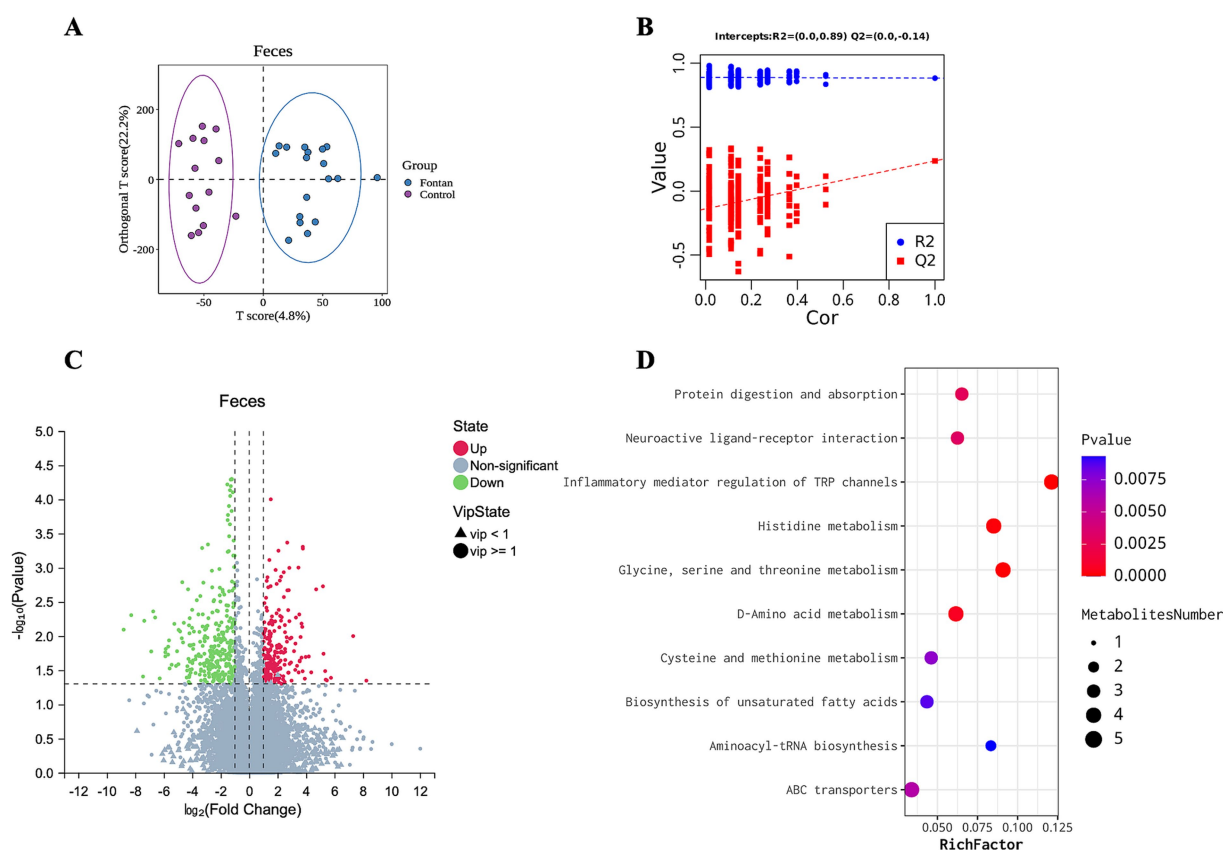 A
Feces
Orthogonal T score(22.2%)
200
0
-200
-50
0
50
100
T score(4.8%)
Group
Fontan
Control
B
Intercepts:R2=(0.0,0.89) Q2=(0.0,-0.14)
Value
1.0
0.5
0.0
-0.5
0.0
0.2
0.4
0.6
0.8
1.0
Cor
R2
Q2
C
Feces
-log10(Pvalue)
5.0
4.5
4.0
3.5
3.0
2.5
2.0
1.5
1.0
0.5
0.0
-12
-10
-8
-6
-4
-2
0
2
4
6
8
10
12
log2(Fold Change)
State
Up
Non-significant
Down
VipState
vip < 1
vip >= 1
D
Protein digestion and absorption
Neuroactive ligand-receptor interaction
Inflammatory mediator regulation of TRP channels
Histidine metabolism
Glycine, serine and threonine metabolism
D-Amino acid metabolism
Cysteine and methionine metabolism
Biosynthesis of unsaturated fatty acids
Aminoacyl-tRNA biosynthesis
ABC transporters
0.050
0.075
0.100
0.125
RichFactor
Pvalue
0.0075
0.0050
0.0025
0.0000
MetabolitesNumber
1
2
3
4
5